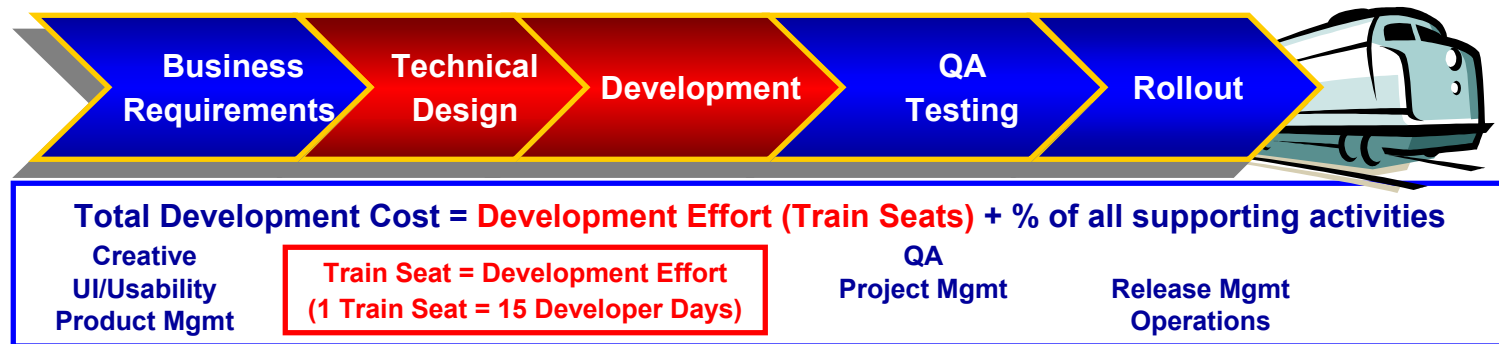 Business
Requirements
Technical
Design
Development
QA
Testing
Rollout
Total Development Cost = Development Effort (Train Seats) + % of all supporting activities
Creative
UI/Usability
Product Mgmt
Train Seat = Development Effort
(1 Train Seat = 15 Developer Days)
QA
Project Mgmt
Release Mgmt
Operations